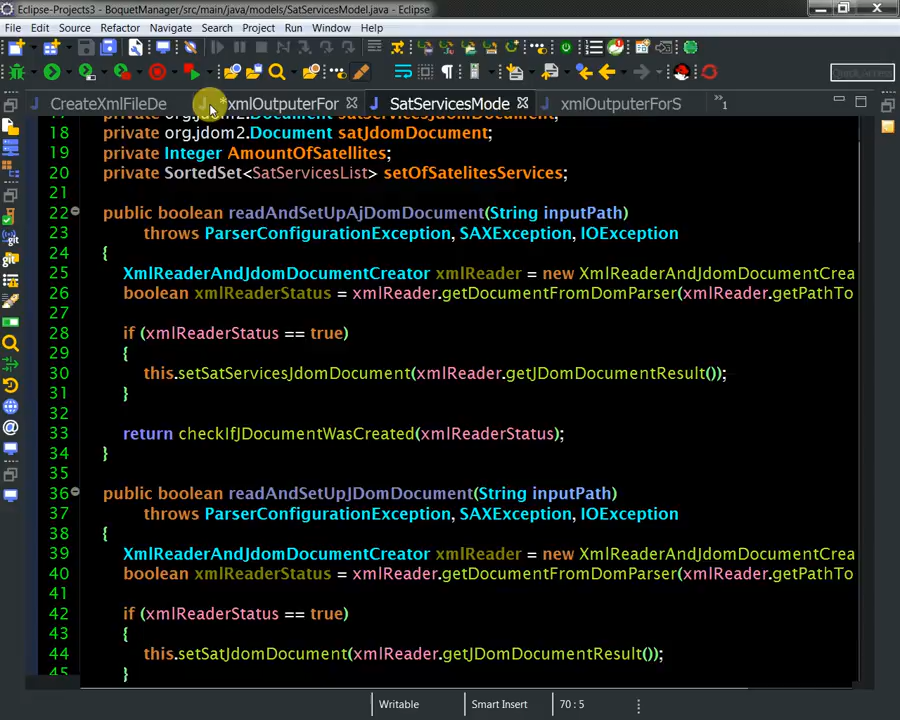 Eclipse-Projects3 - BoquetManager/src/main/java/models/SatServicesModel.java - Eclipse
File Edit Source Refactor Navigate Search Project Run Window Help
Quick Access
CreateXmlFileDe *xmlOutputerFor SatServicesMode xmlOutputerForS »1
18 private org.jdom2.Document satJdomDocument;
19 private Integer AmountOfSatellites;
20 private SortedSet<SatServicesList> setOfSatelitesServices;
21
22 public boolean readAndSetUpAjDomDocument(String inputPath)
23 throws ParserConfigurationException, SAXException, IOException
24 {
25 XmlReaderAndJdomDocumentCreator xmlReader = new XmlReaderAndJdomDocumentCrea
26 boolean xmlReaderStatus = xmlReader.getDocumentFromDomParser(xmlReader.getPathTo
27
28 if (xmlReaderStatus == true)
29 {
30 this.setSatServicesJdomDocument(xmlReader.getJDomDocumentResult());
31 }
32
33 return checkIfJDocumentWasCreated(xmlReaderStatus);
34 }
35
36 public boolean readAndSetUpJDomDocument(String inputPath)
37 throws ParserConfigurationException, SAXException, IOException
38 {
39 XmlReaderAndJdomDocumentCreator xmlReader = new XmlReaderAndJdomDocumentCrea
40 boolean xmlReaderStatus = xmlReader.getDocumentFromDomParser(xmlReader.getPathTo
41
42 if (xmlReaderStatus == true)
43 {
44 this.setSatJdomDocument(xmlReader.getJDomDocumentResult());
45 }
Writable Smart Insert 70 : 5